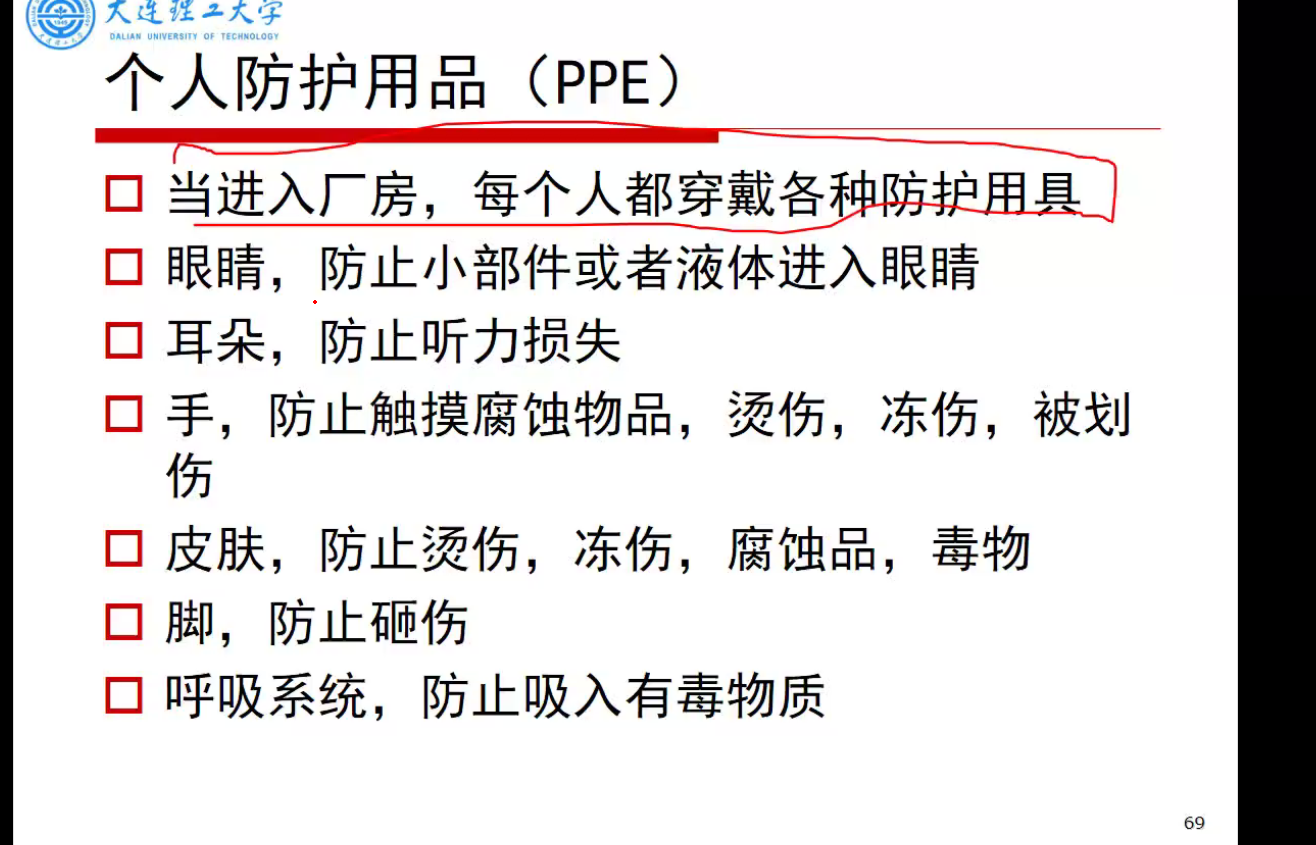 大连理工大学
DALIAN UNIVERSITY OF TECHNOLOGY
个人防护用品（PPE）
当进入厂房，每个人都穿戴各种防护用具
眼睛，防止小部件或者液体进入眼睛
耳朵，防止听力损失
手，防止触摸腐蚀物品，烫伤，冻伤，被划
伤
皮肤，防止烫伤，冻伤，腐蚀品，毒物
脚，防止砸伤
呼吸系统，防止吸入有毒物质
69